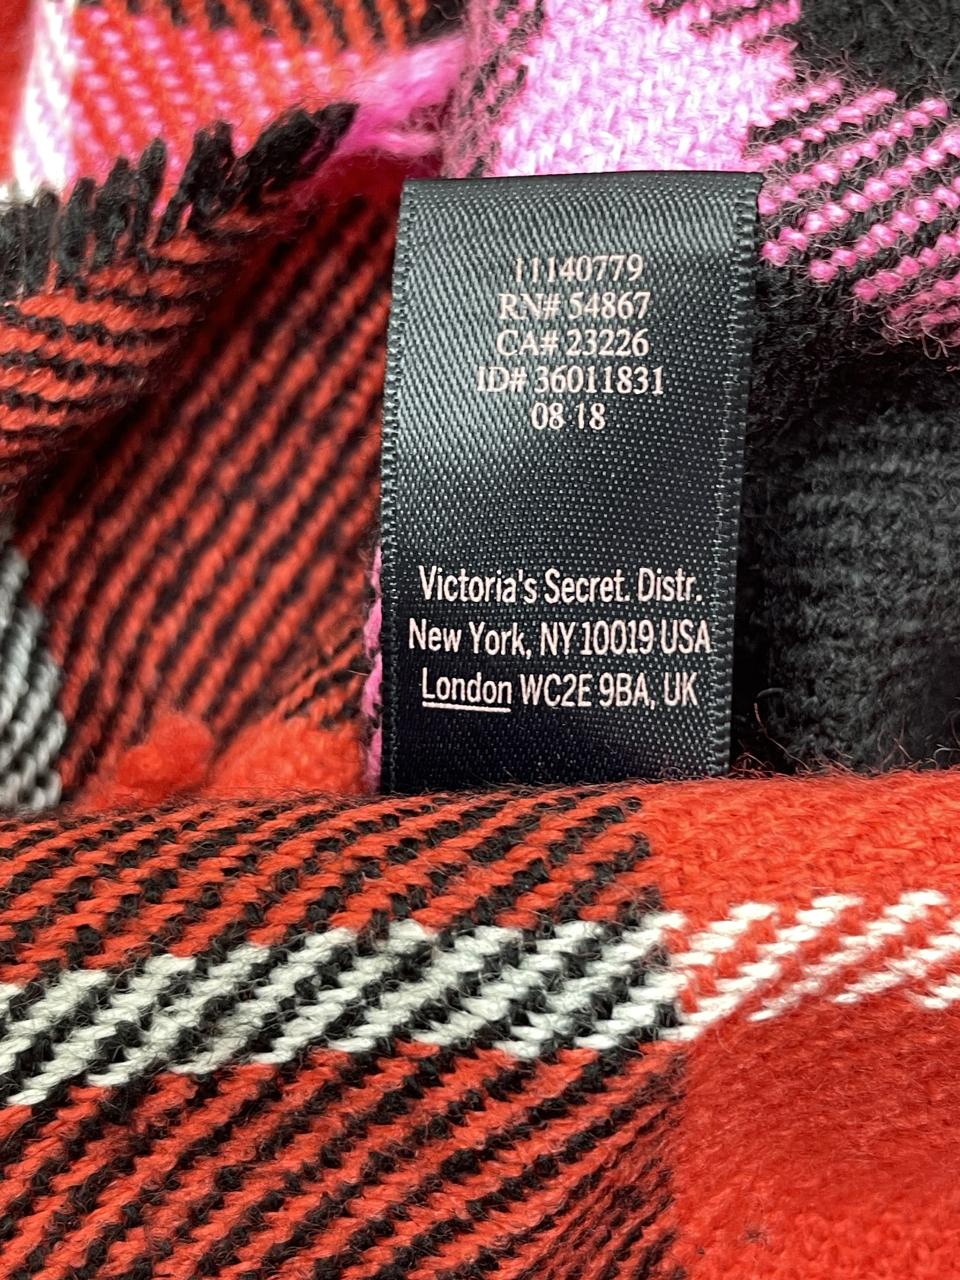 11140779
RN# 54867
CA# 23226
ID# 36011831
08 18
Victoria's Secret. Distr.
New York, NY 10019 USA
London WC2E 9BA, UK